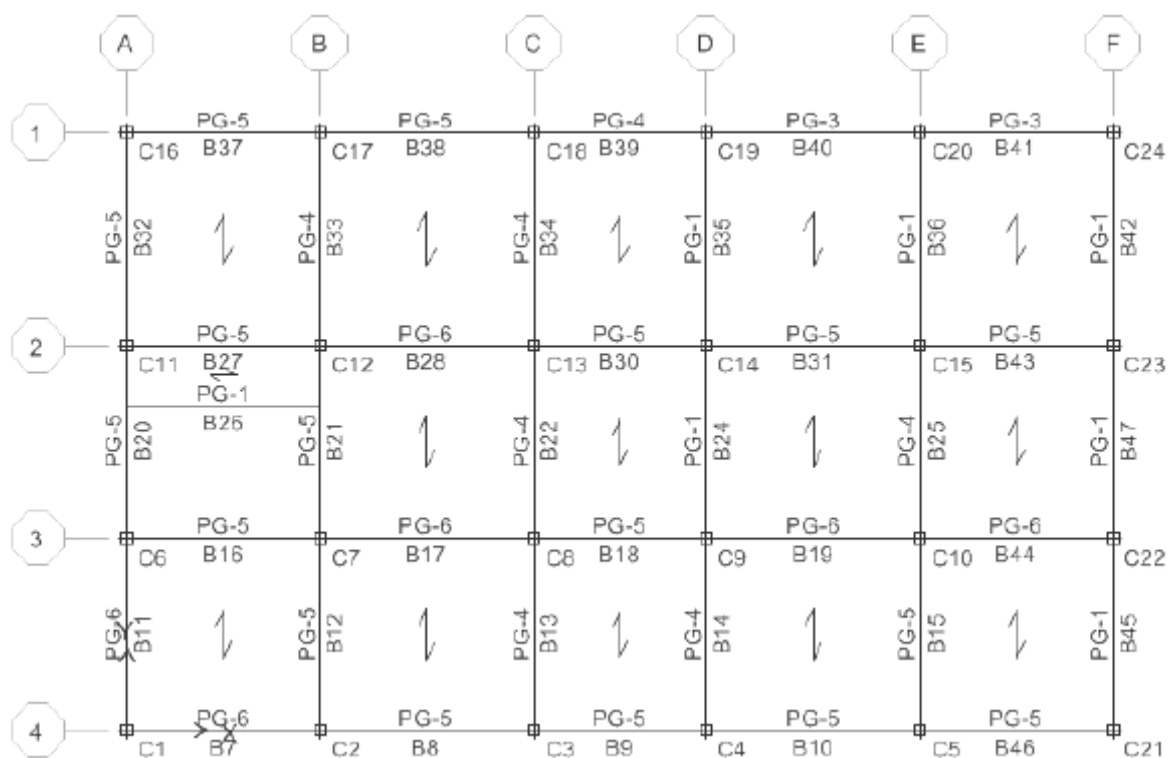 A B C D E F
1 PG-5 PG-5 PG-4 PG-3 PG-3
C16 B37 C17 B38 C18 B39 C19 B40 C20 B41 C24
PG-5 B32 PG-4 B33 PG-4 B34 PG-1 B35 PG-1 B36 PG-1 B42
2 PG-5 PG-6 PG-5 PG-5 PG-5
C11 B27 C12 B28 C13 B30 C14 B31 C15 B43 C23
PG-1
B26
PG-5 B20 PG-5 B21 PG-4 B22 PG-1 B24 PG-4 B25 PG-1 B47
3 PG-5 PG-6 PG-5 PG-6 PG-6
C6 B16 C7 B17 C8 B18 C9 B19 C10 B44 C22
PG-6 B11 PG-5 B12 PG-4 B13 PG-4 B14 PG-5 B15 PG-1 B45
4 PG-6 PG-5 PG-5 PG-5 PG-5
C1 B7 C2 B8 C3 B9 C4 B10 C5 B46 C21